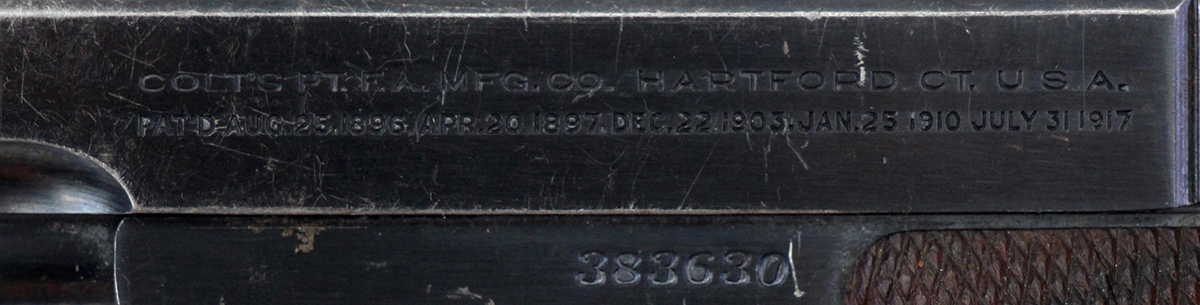 COLT'S PT. F. A. MFG. CO. HARTFORD CT. U. S. A.
PAT'D AUG. 25. 1896, APR. 20 1897, DEC. 22. 1903, JAN. 25 1910 JULY 31 1917
383630